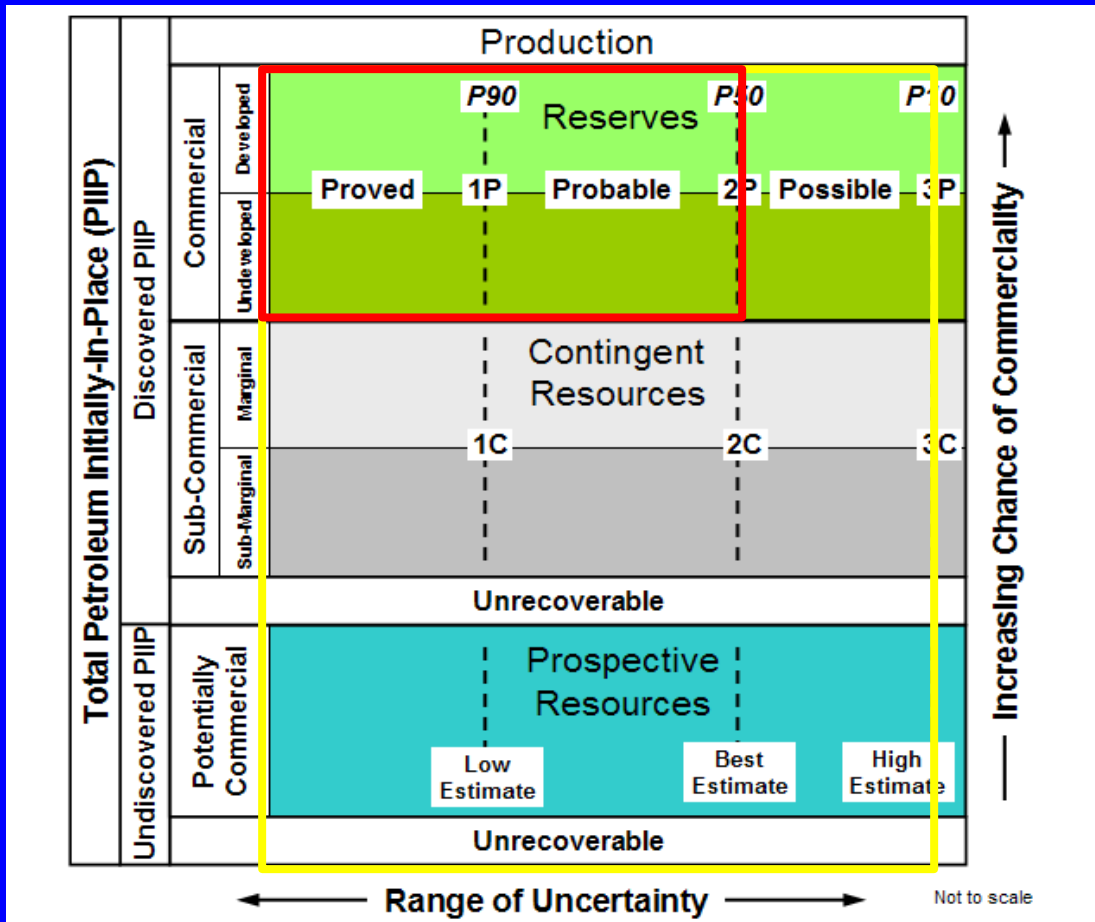 Production
Total Petroleum Initially-In-Place (PIIP)
Discovered PIIP
Commercial
Developed
P90
P50
P10
Reserves
Proved
1P
Probable
2P
Possible
3P
Undeveloped
Sub-Commercial
Marginal
Contingent
Resources
1C
2C
3C
Sub-Marginal
Unrecoverable
Undiscovered PIIP
Potentially
Commercial
Prospective
Resources
Low
Estimate
Best
Estimate
High
Estimate
Unrecoverable
Increasing Chance of Commerciality
Range of Uncertainty
Not to scale